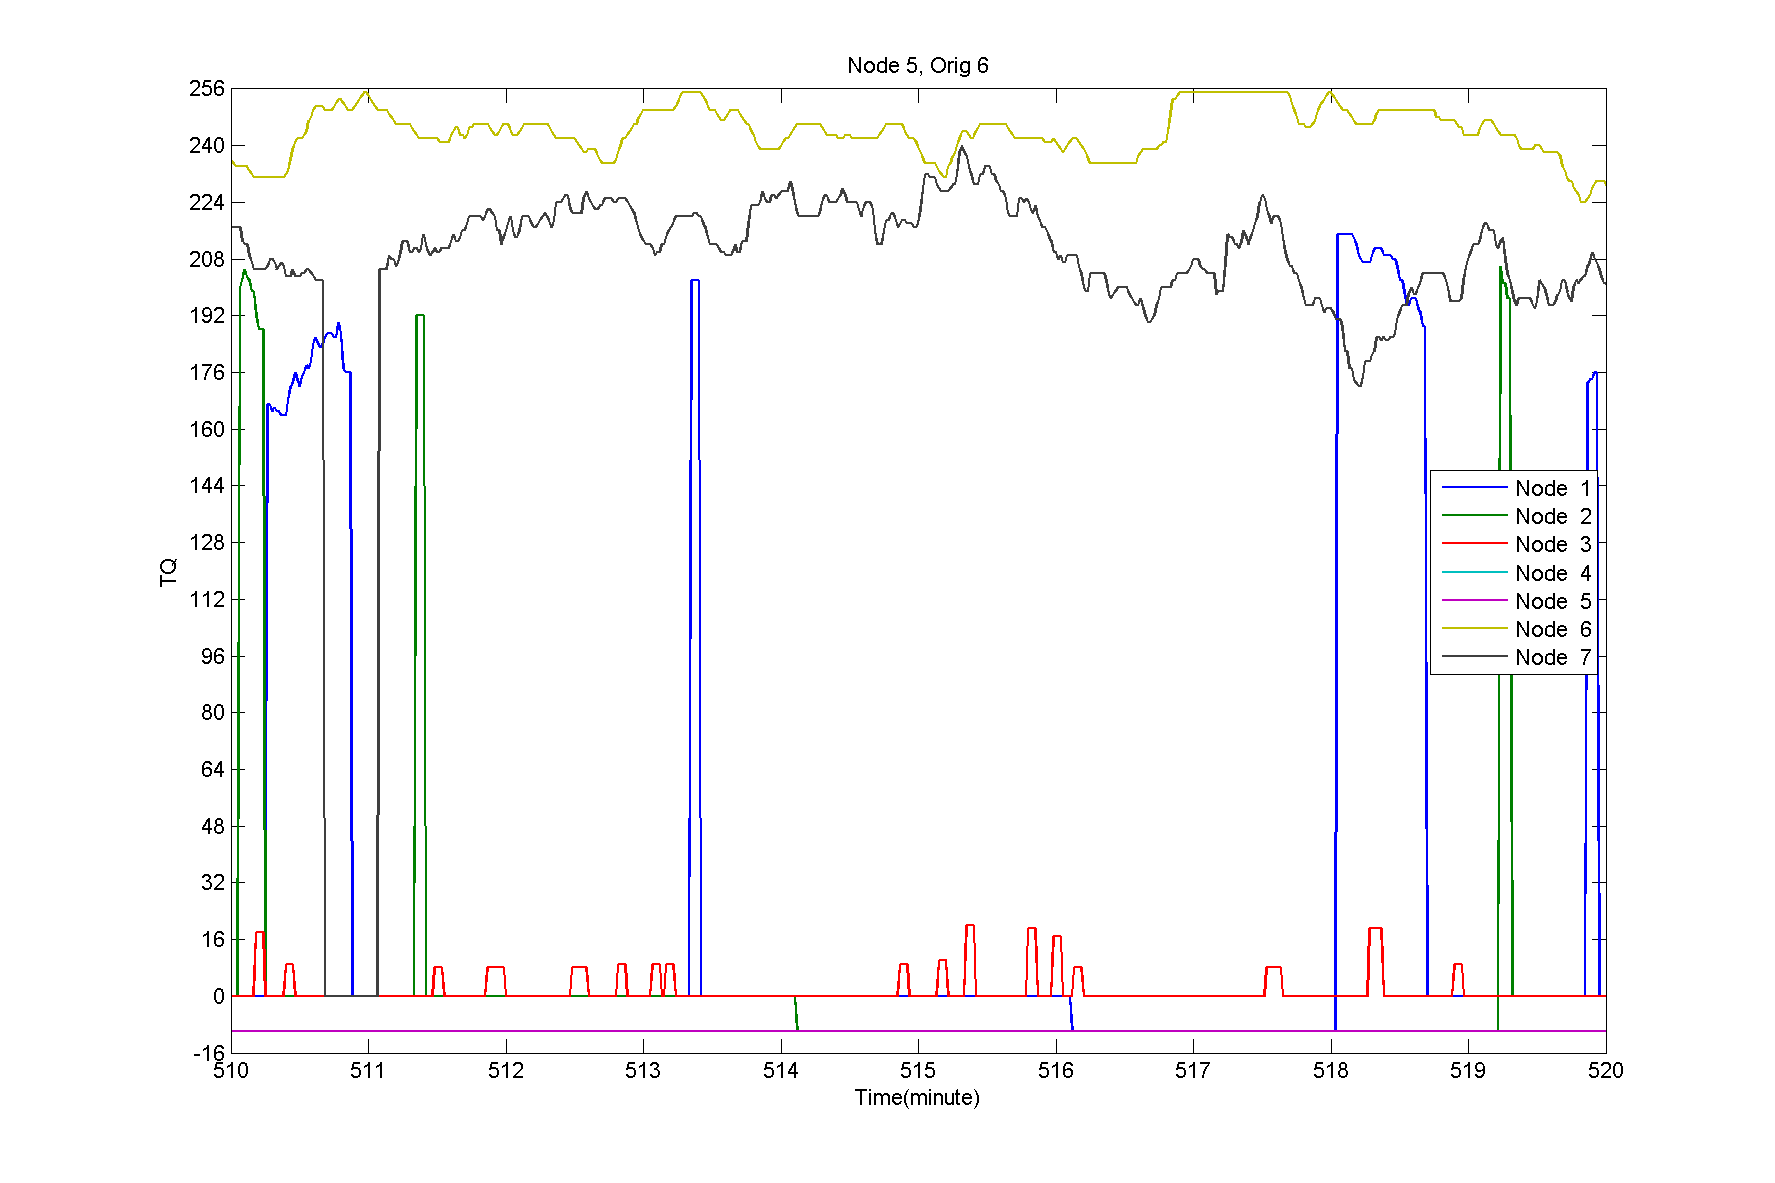 Node 5, Orig 6
256
240
224
208
192
176
160
144
128
112
96
80
64
48
32
16
0
-16
TQ
510 511 512 513 514 515 516 517 518 519 520
Time(minute)
Node 1
Node 2
Node 3
Node 4
Node 5
Node 6
Node 7